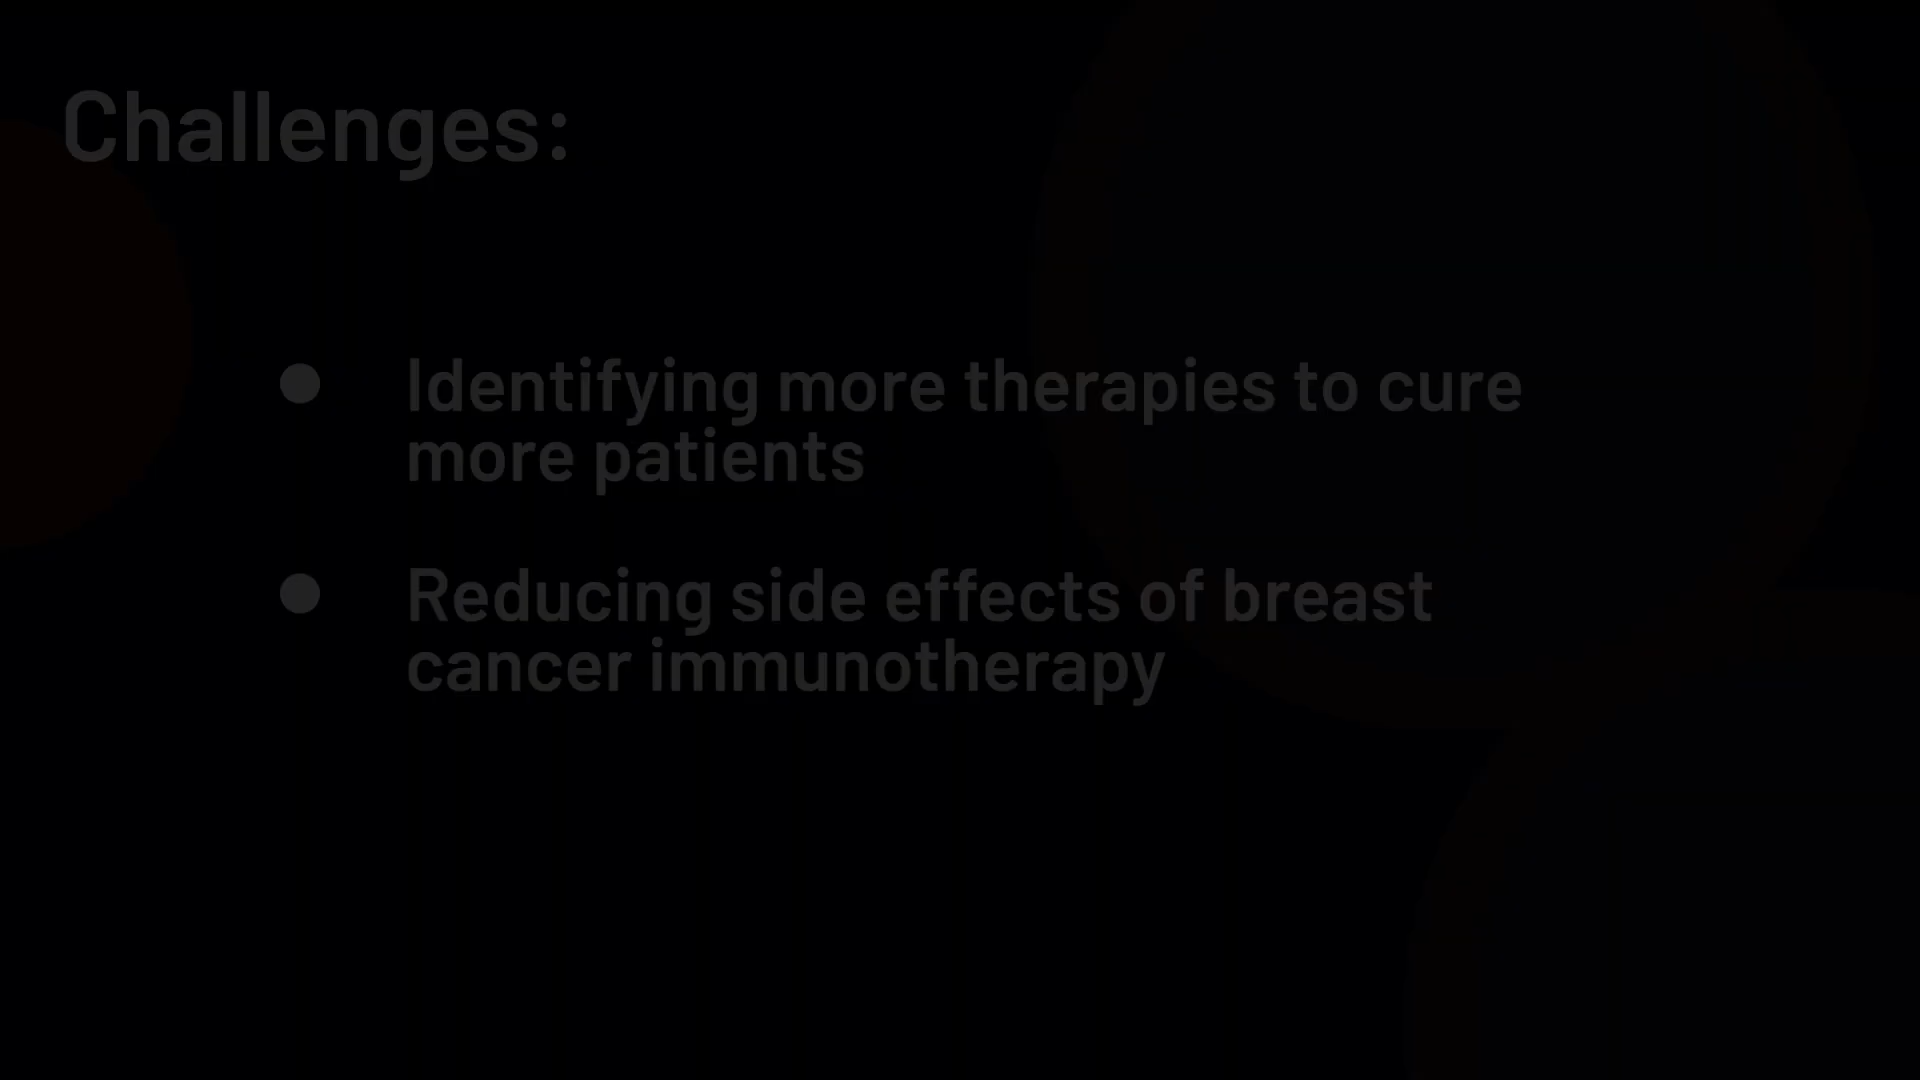 Challenges:
● Identifying more therapies to cure
more patients
● Reducing side effects of breast
cancer immunotherapy